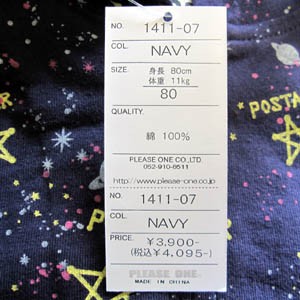 NO. 1411-07
COL. NAVY
SIZE. 身長 80cm
体重 11kg
80
QUALITY.
綿 100%
PLEASE ONE CO.,LTD.
052-910-8511
http://www.please-one.co.jp
NO. 1411-07
COL. NAVY
PRICE. ¥3,900-
(税込¥4,095-)
PLEASE ONE.
MADE IN CHINA
POST